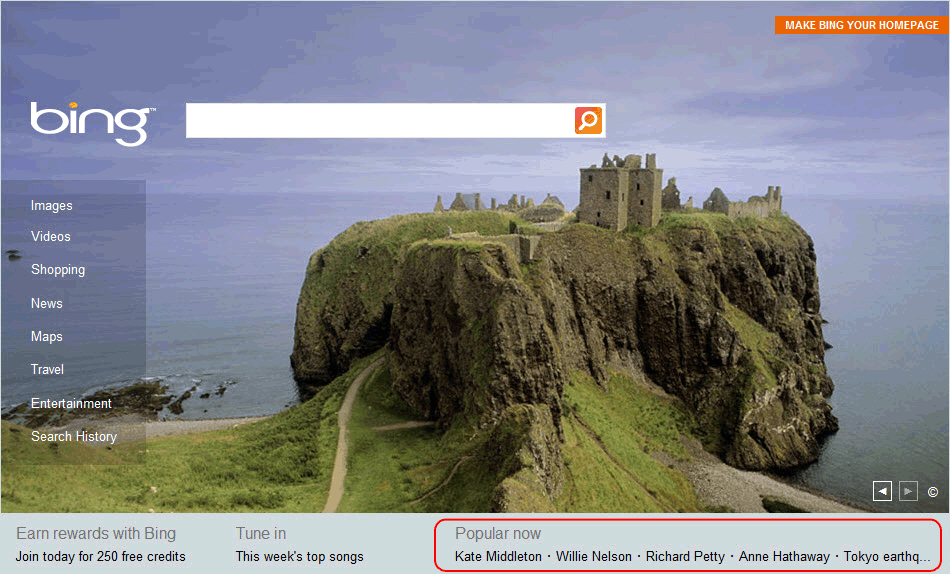 MAKE BING YOUR HOMEPAGE
bing™
Images
Videos
Shopping
News
Maps
Travel
Entertainment
Search History
©
Earn rewards with Bing
Join today for 250 free credits
Tune in
This week's top songs
Popular now
Kate Middleton · Willie Nelson · Richard Petty · Anne Hathaway · Tokyo earthq...